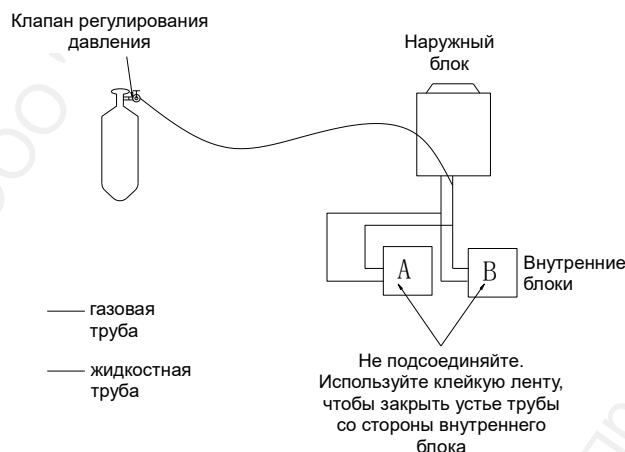 Клапан регулирования
давления
Наружный
блок
A
B
Внутренние
блоки
газовая
труба
жидкостная
труба
Не подсоединяйте.
Используйте клейкую ленту,
чтобы закрыть устье трубы
со стороны внутреннего
блока